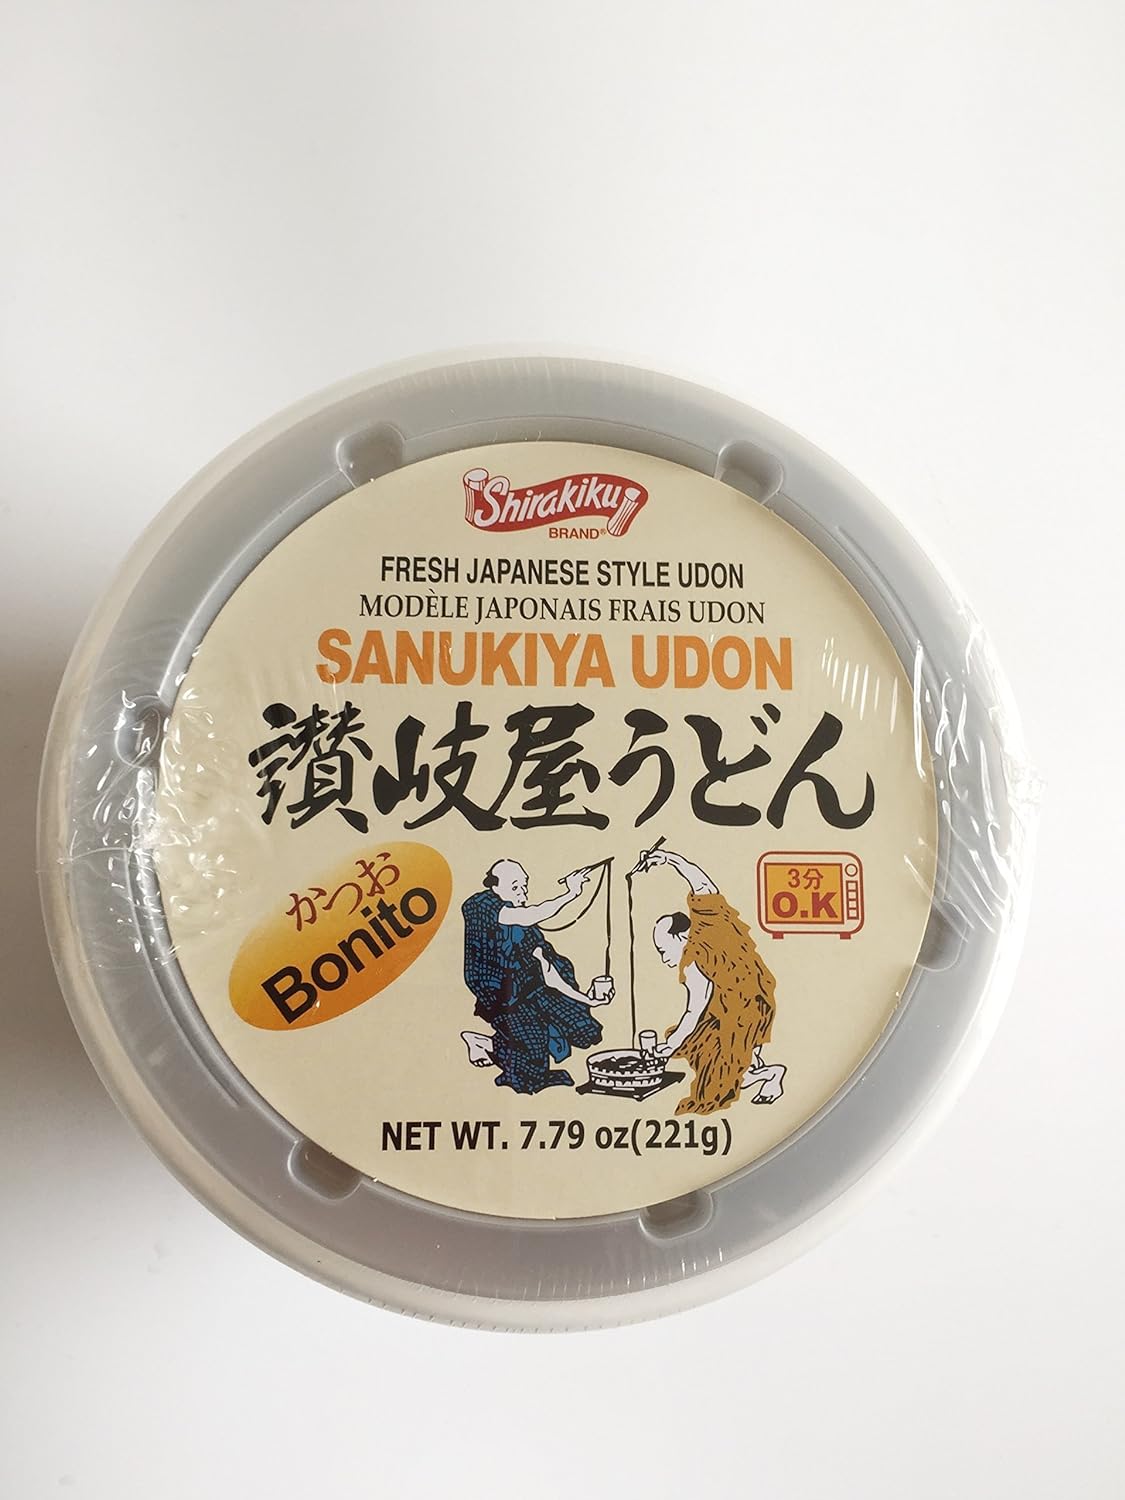 Shirakiku
BRAND®
FRESH JAPANESE STYLE UDON
MODÈLE JAPONAIS FRAIS UDON
SANUKIYA UDON
讃岐屋うどん
かつお
Bonito
3分
O.K
NET WT. 7.79 oz(221g)